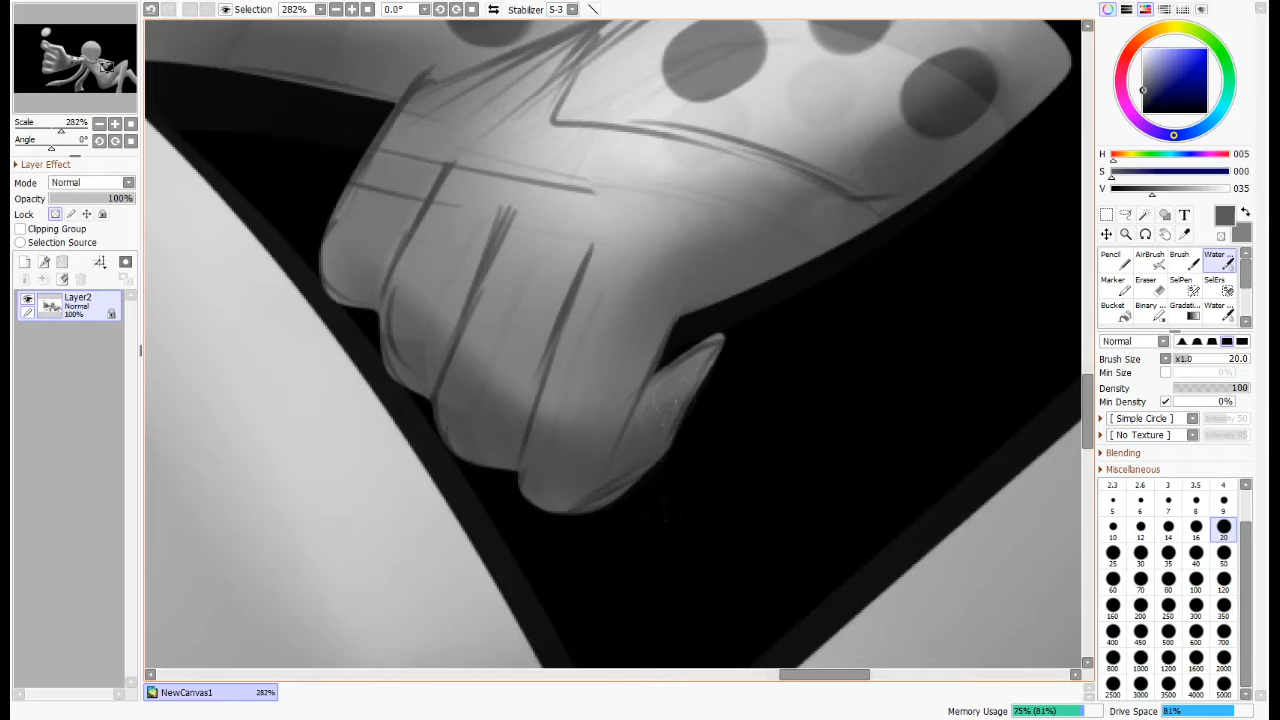 Selection 282% 0.0° Stabilizer S-3
Scale 282%
Angle 0°
Layer Effect
Mode Normal
Opacity 100%
Lock
Clipping Group
Selection Source
Layer2
Normal
100%
H 005
S 000
V 035
T
Pencil AirBrush Brush Water ...
Marker Eraser SelPen SelErs
Bucket Binary... Gradati... Water ...
Normal
Brush Size x1.0 20.0
Min Size 0%
Density 100
Min Density 0%
[ Simple Circle ] Intensity 50
[ No Texture ]
Blending
Miscellaneous
2.3 2.6 3 3.5 4
5 6 7 8 9
10 12 14 16 20
25 30 35 40 50
60 70 80 100 120
160 200 250 300 350
400 450 500 600 700
800 1000 1200 1600 2000
2500 3000 3500 4000 5000
NewCanvas1 282%
Memory Usage 75% (81%) Drive Space 81%